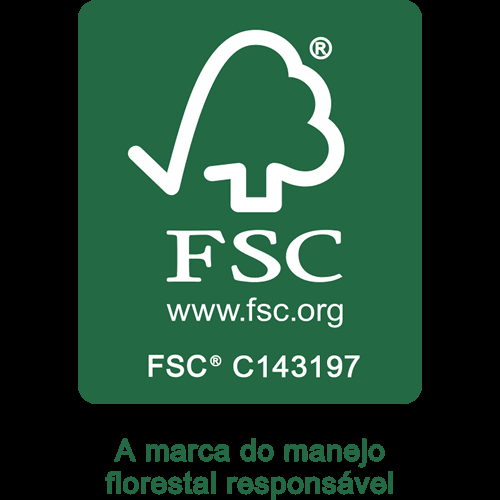 ®
FSC
www.fsc.org
FSC® C143197
A marca do manejo
florestal responsável